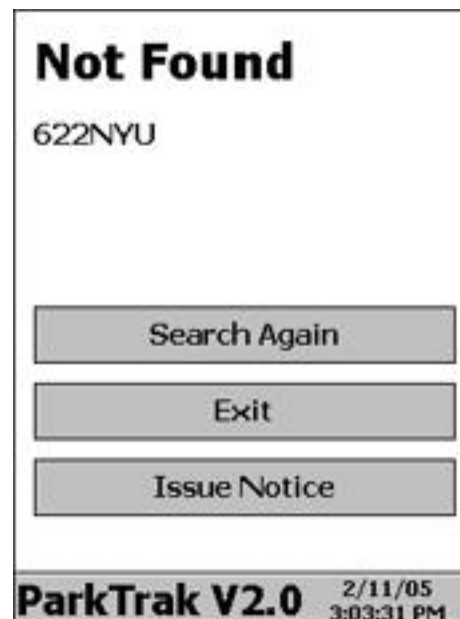 Not Found
622NYU
Search Again
Exit
Issue Notice
ParkTrak V2.0
2/11/05
3:03:31 PM